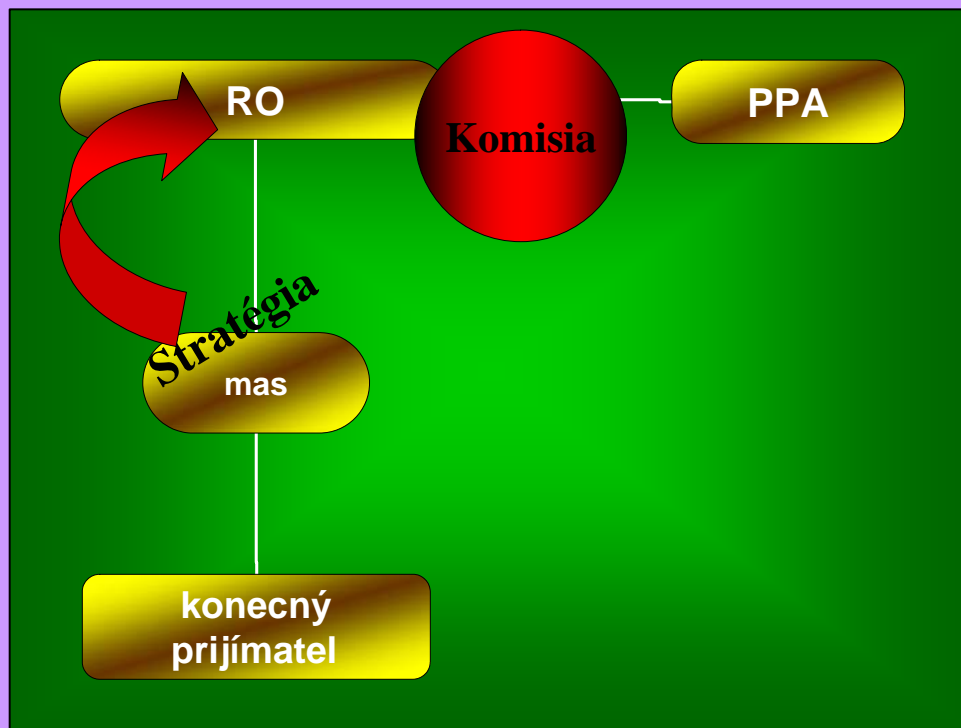 RO
Komisia
PPA
Stratégia
mas
konecný
prijímatel